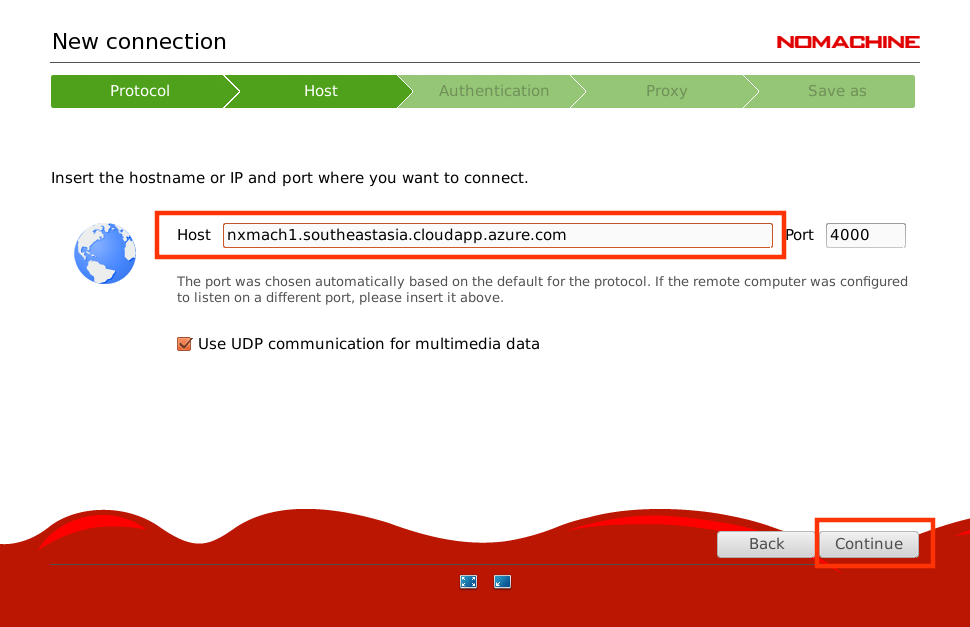 New connection
NOMACHINE
Protocol Host Authentication Proxy Save as
Insert the hostname or IP and port where you want to connect.
Host nxmach1.southeastasia.cloudapp.azure.com Port 4000
The port was chosen automatically based on the default for the protocol. If the remote computer was configured
to listen on a different port, please insert it above.
Use UDP communication for multimedia data
Back Continue